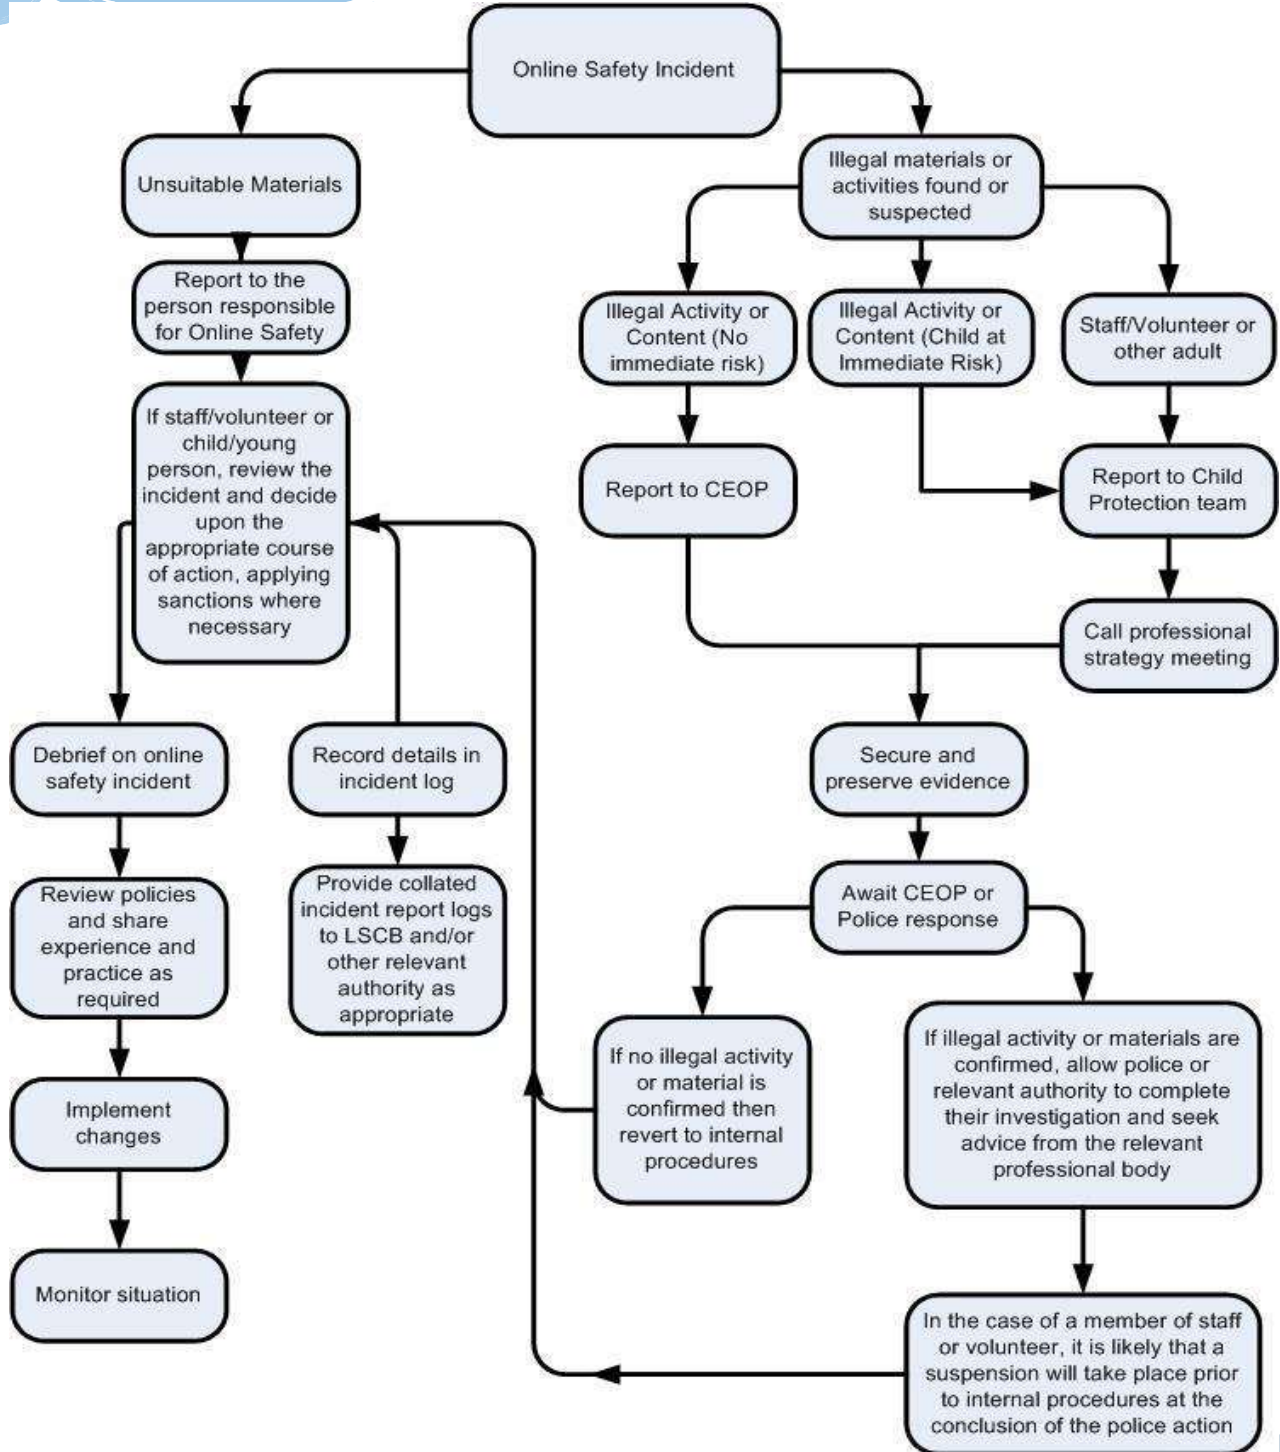 Online Safety Incident
Unsuitable Materials
Report to the
person responsible
for Online Safety
If staff/volunteer or
child/young
person, review the
incident and decide
upon the
appropriate course
of action, applying
sanctions where
necessary
Debrief on online
safety incident
Review policies
and share
experience and
practice as
required
Implement
changes
Monitor situation
Record details in
incident log
Provide collated
incident report logs
to LSCB and/or
other relevant
authority as
appropriate
Illegal materials or
activities found or
suspected
Illegal Activity or
Content (No
immediate risk)
Illegal Activity or
Content (Child at
Immediate Risk)
Staff/Volunteer or
other adult
Report to CEOP
Report to Child
Protection team
Call professional
strategy meeting
Secure and
preserve evidence
Await CEOP or
Police response
If no illegal activity
or material is
confirmed then
revert to internal
procedures
If illegal activity or materials are
confirmed, allow police or
relevant authority to complete
their investigation and seek
advice from the relevant
professional body
In the case of a member of staff
or volunteer, it is likely that a
suspension will take place prior
to internal procedures at the
conclusion of the police action